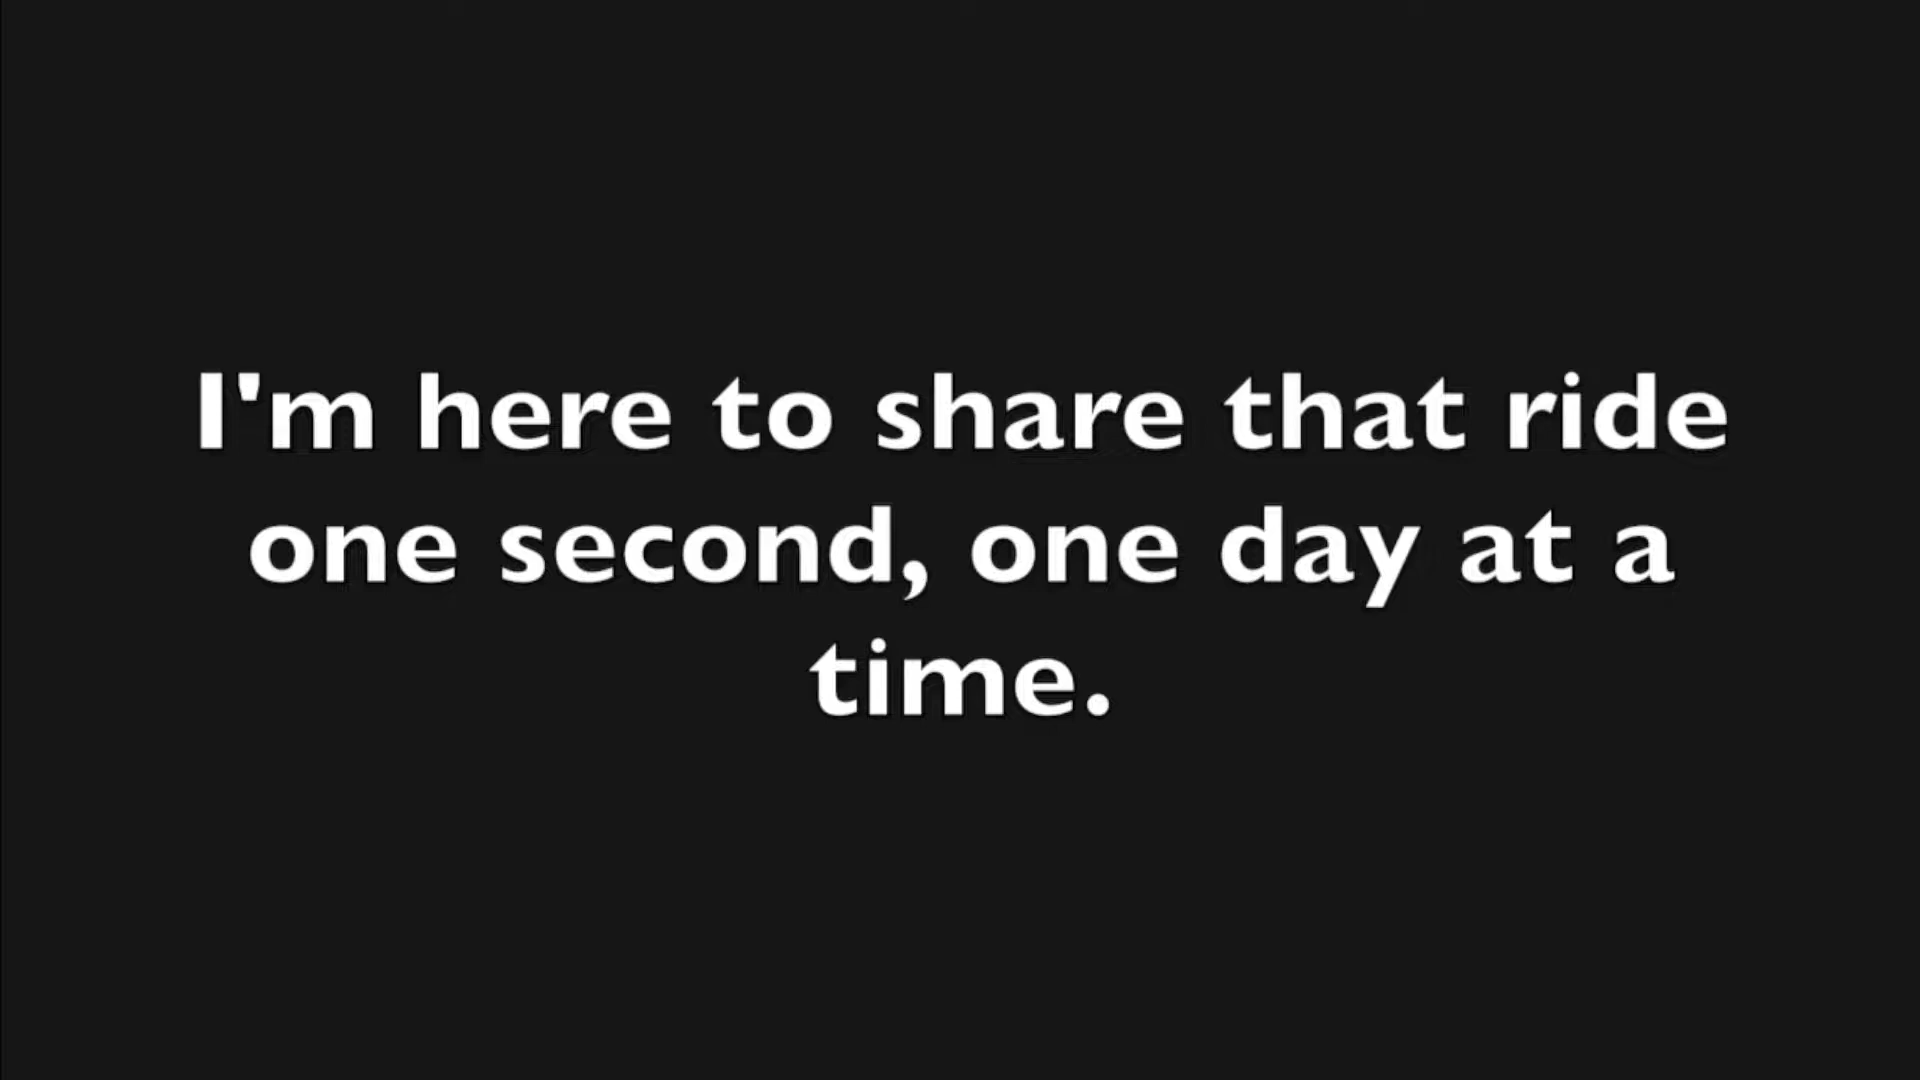 I'm here to share that ride
one second, one day at a
time.